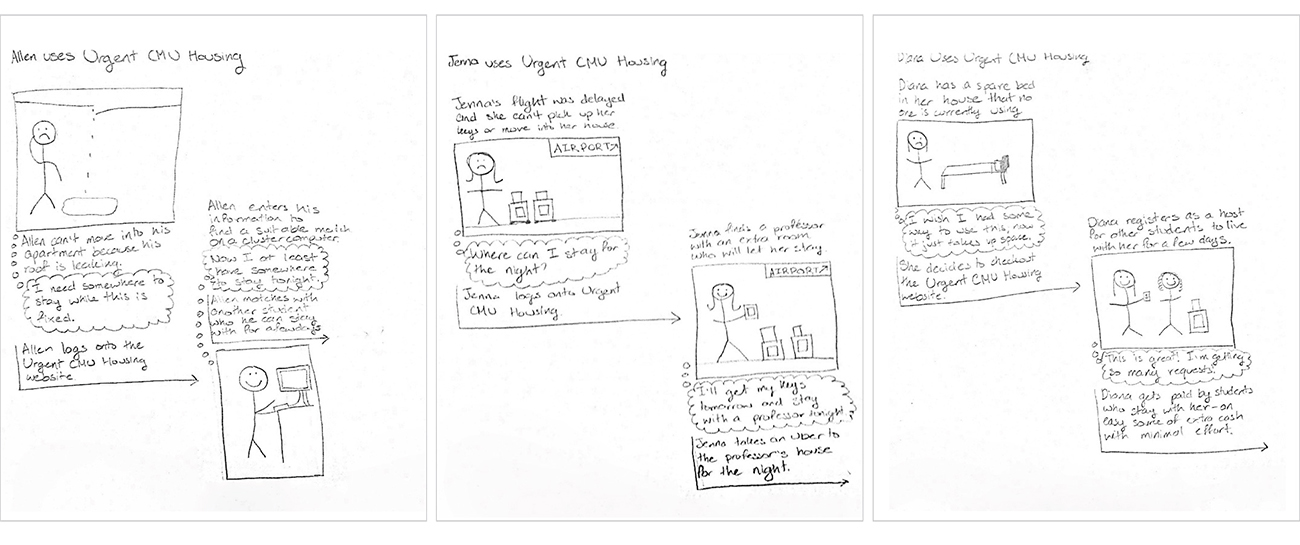 Allen uses Urgent CMU Housing
Allen can't move into his
apartment because his
roof is leaking.
I need somewhere to
stay while this is
fixed.
Allen logs onto the
Urgent CMU Housing
website
Allen enters his
information to
find a suitable match
on a cluster computer.
Now I at least
have somewhere
to stay tonight.
Allen matches with
another student
who he can stay
with for a few days
Jenna uses Urgent CMU Housing
Jenna's flight was delayed
and she can't pick up her
keys or move into her house
AIRPORT↗
Where can I stay for
the night?
Jenna logs onto Urgent
CMU Housing.
Jenna finds a professor
with an extra room
who will let her stay.
AIRPORT↗
I'll get my keys
tomorrow and stay
with a professor tonight
Jenna takes an Uber to
the professor's house
for the night.
Diana Uses Urgent CMU Housing
Diana has a spare bed
in her house that no
one is currently using
I wish I had some
way to use this, now
it just takes up space.
She decides to checkout
the Urgent CMU Housing
website.
Diana registers as a host
for other students to live
with her for a few days.
This is great! I'm getting
so many requests!
Diana gets paid by students
who stay with her-an
easy some of extra cash
with minimal effort.